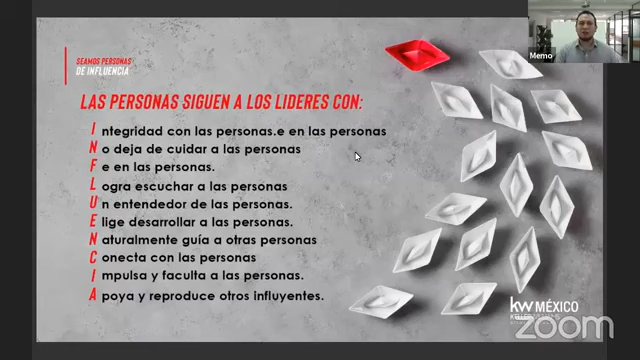 SEAMOS PERSONAS
DE INFLUENCIA
LAS PERSONAS SIGUEN A LOS LIDERES CON:
I ntegridad con las personas.e en las personas
N o deja de cuidar a las personas
F e en las personas.
L ogra escuchar a las personas
U n entendedor de las personas.
E lige desarrollar a las personas.
N aturalmente guía a otras personas
C onecta con las personas
I mpulsa y faculta a las personas.
A poya y reproduce otros influyentes.
Memo
kw MÉXICO
zoom